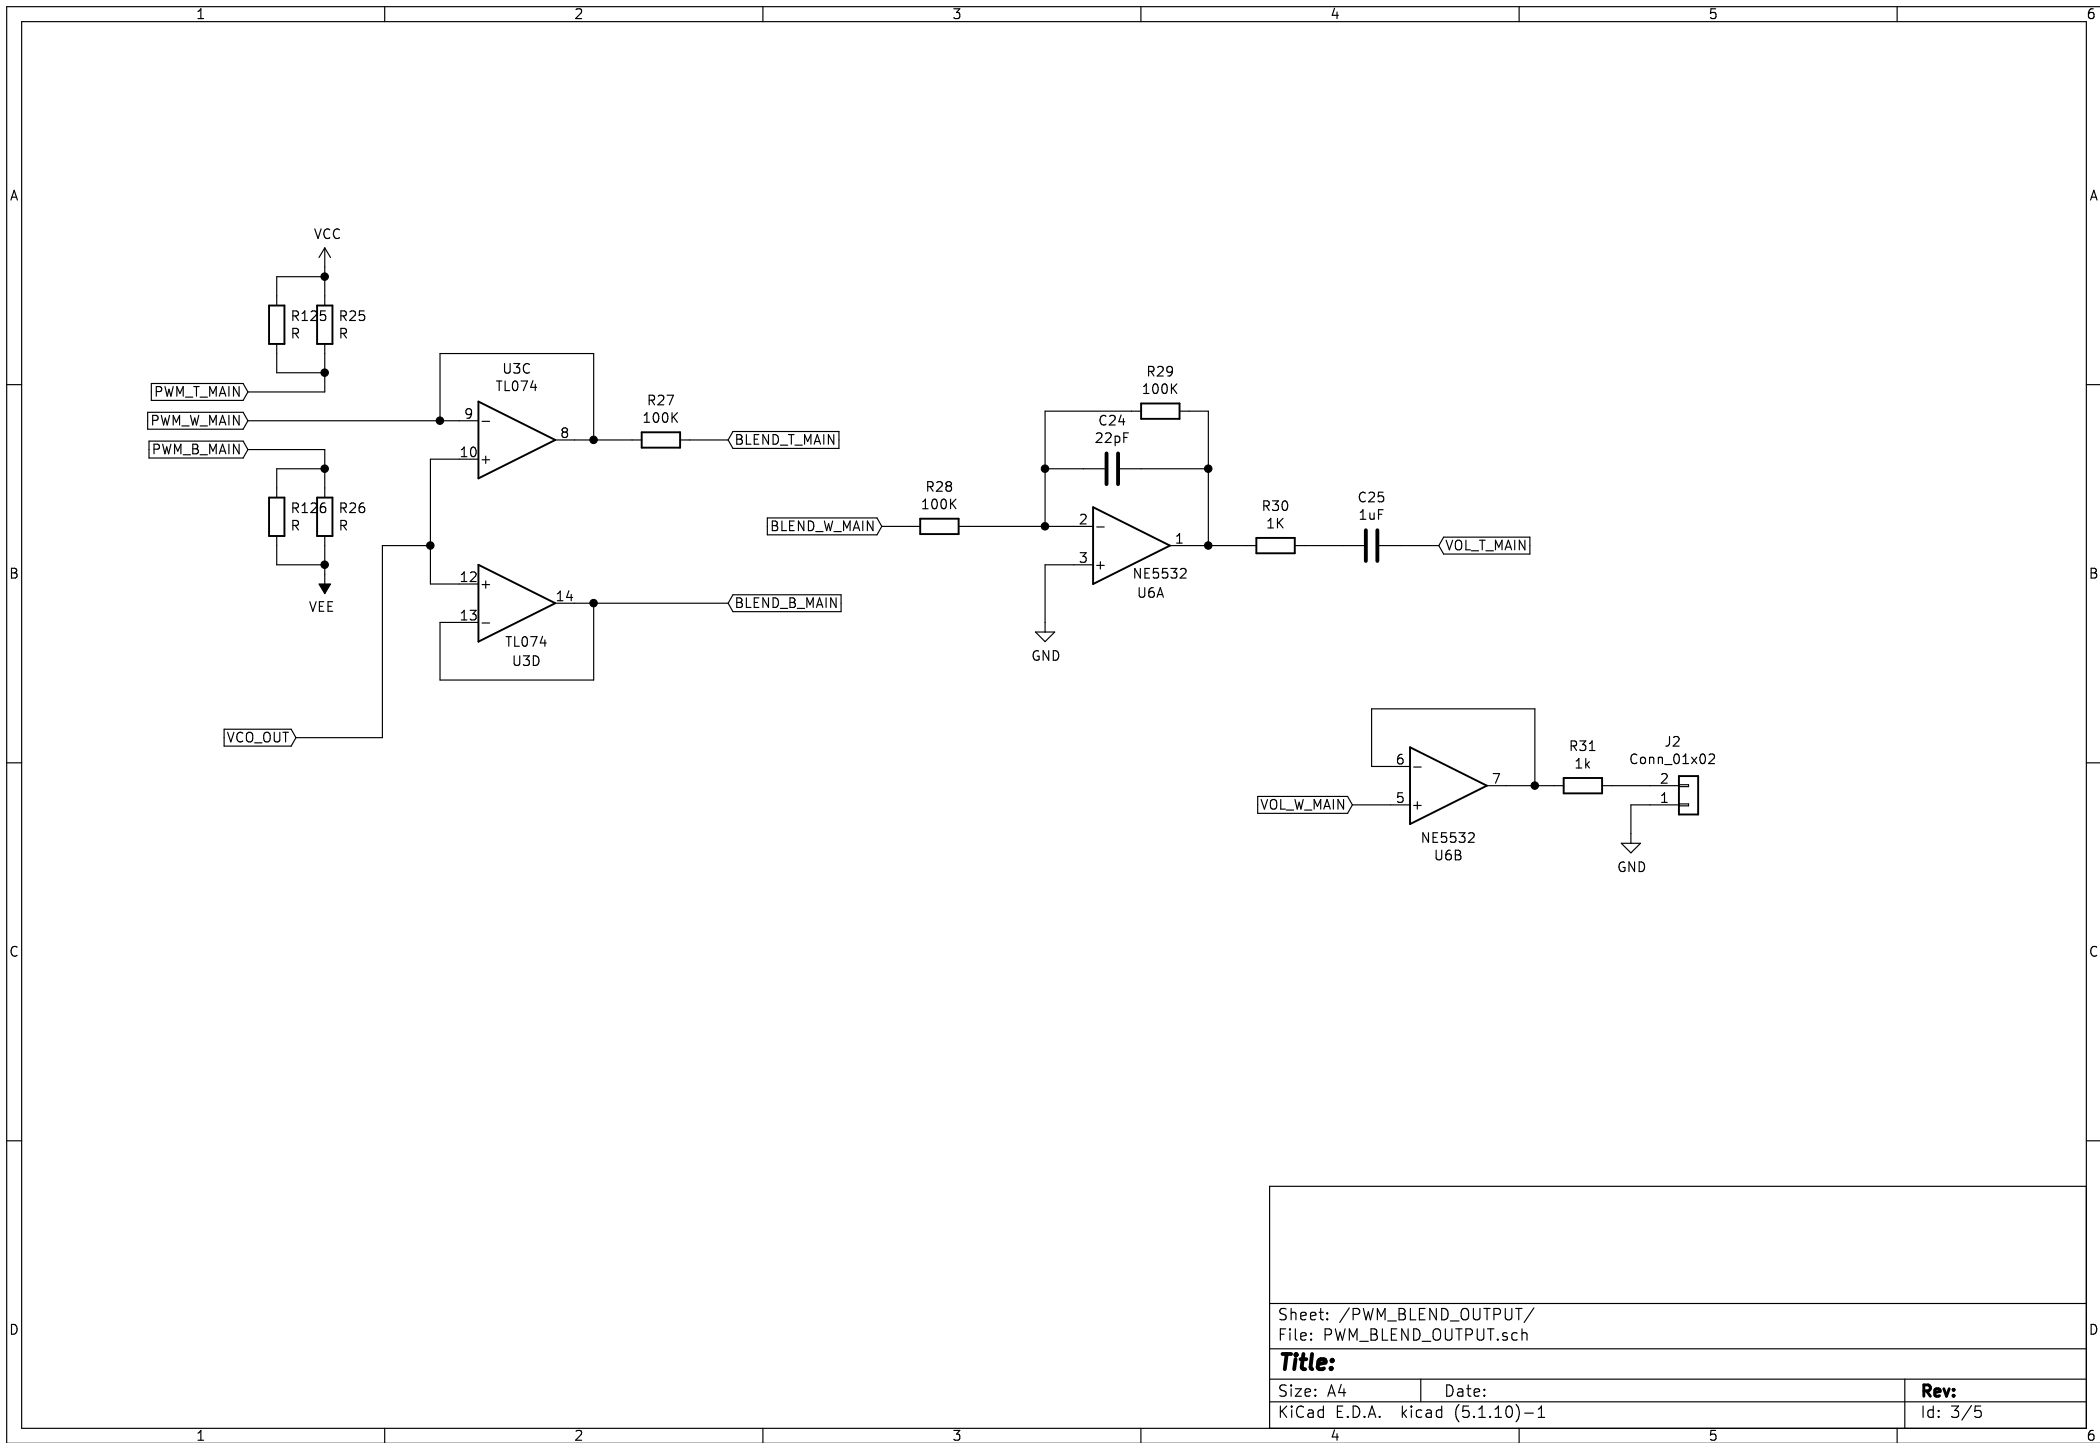 1 2 3 4 5 6
A A
VCC
R125 R25
R R
U3C
TL074
PWM_T_MAIN
PWM_W_MAIN
PWM_B_MAIN
9
10
8
R27
100K
BLEND_T_MAIN
R126 R26
R R
VEE
12
13
14
TL074
U3D
BLEND_B_MAIN
VCO_OUT
R29
100K
C24
22pF
R28
100K
BLEND_W_MAIN
2
3
1
NE5532
U6A
GND
R30
1K
C25
1uF
VOL_T_MAIN
B B
VOL_W_MAIN
6
5
7
NE5532
U6B
R31
1k
J2
Conn_01x02
2
1
GND
C C
D D
Sheet: /PWM_BLEND_OUTPUT/
File: PWM_BLEND_OUTPUT.sch
Title:
Size: A4 Date: Rev:
KiCad E.D.A. kicad (5.1.10)-1 Id: 3/5
1 2 3 4 5 6